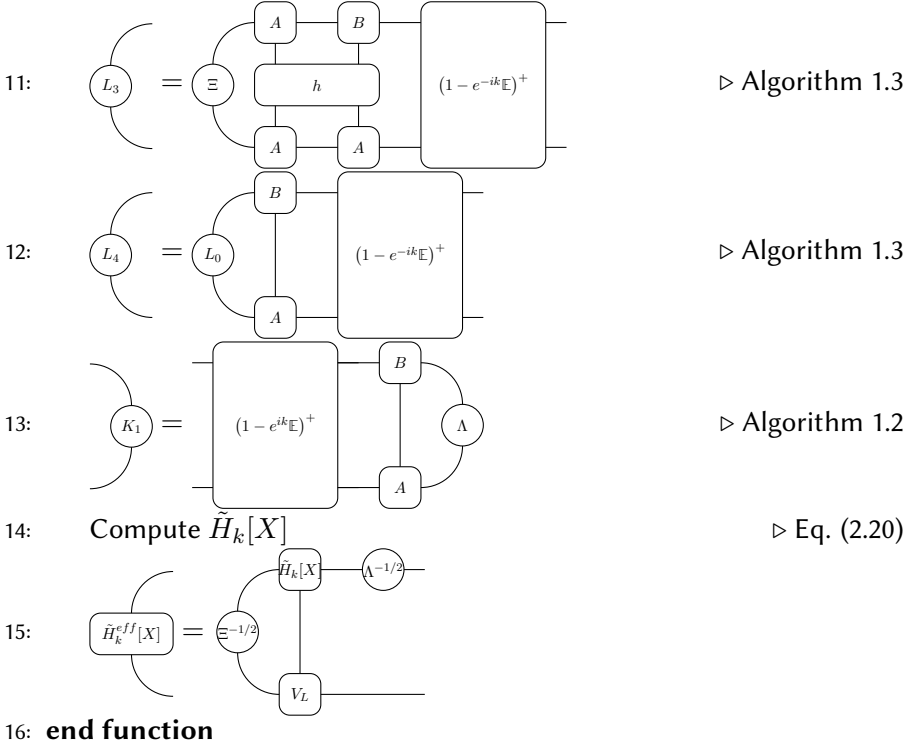 A B
11: L_3 = Ξ h (1 − e^{−ik}𝔼)^+ ▷ Algorithm 1.3
A A
B
12: L_4 = L_0 (1 − e^{−ik}𝔼)^+ ▷ Algorithm 1.3
A
B
13: K_1 = (1 − e^{ik}𝔼)^+ Λ ▷ Algorithm 1.2
A
14: Compute H̃_k[X] ▷ Eq. (2.20)
H̃_k[X] Λ^{−1/2}
15: H̃_k^{eff}[X] = Ξ^{−1/2}
V_L
16: end function